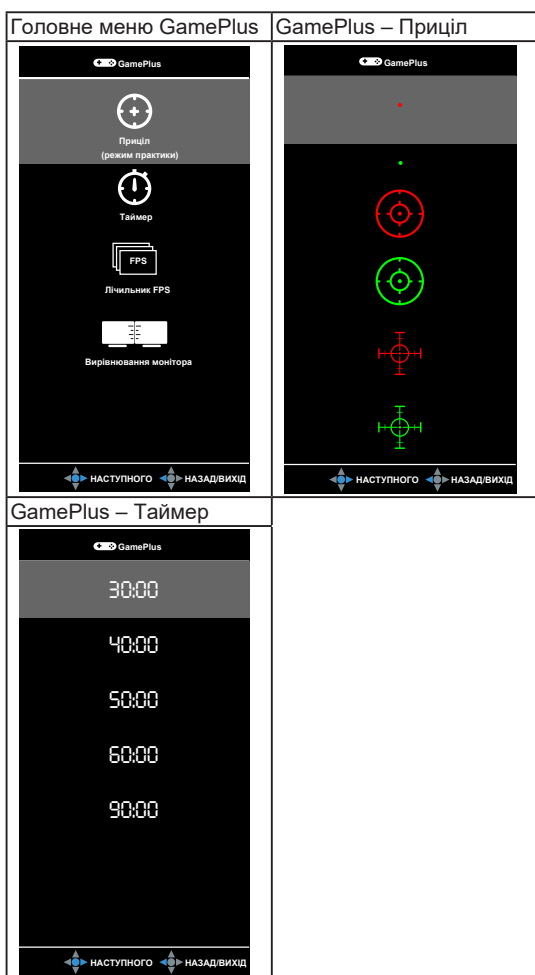 Головне меню GamePlus
GamePlus
Приціл
(режим практики)
Таймер
FPS
Лічильник FPS
Вирівнювання монітора
НАСТУПНОГО НАЗАД/ВИХІД
GamePlus – Приціл
GamePlus
НАСТУПНОГО НАЗАД/ВИХІД
GamePlus – Таймер
GamePlus
30:00
40:00
50:00
60:00
90:00
НАСТУПНОГО НАЗАД/ВИХІД